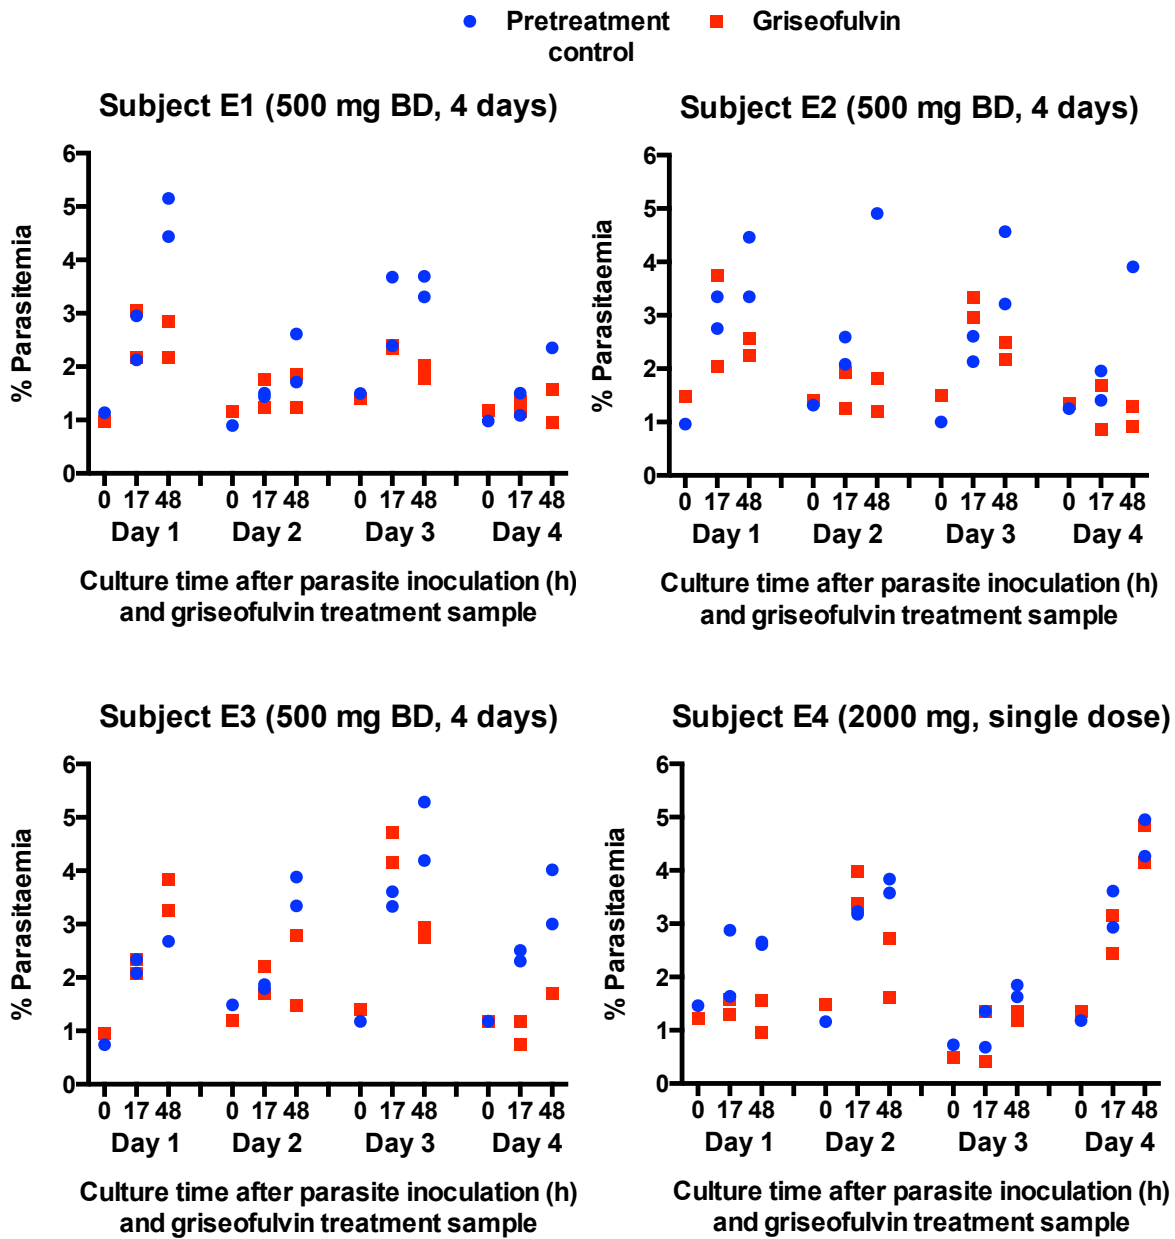 Pretreatment control
Griseofulvin
Subject E1 (500 mg BD, 4 days)
% Parasitemia
6
5
4
3
2
1
0
0 17 48 0 17 48 0 17 48 0 17 48
Day 1 Day 2 Day 3 Day 4
Culture time after parasite inoculation (h)
and griseofulvin treatment sample
Subject E2 (500 mg BD, 4 days)
% Parasitaemia
6
5
4
3
2
1
0
0 17 48 0 17 48 0 17 48 0 17 48
Day 1 Day 2 Day 3 Day 4
Culture time after parasite inoculation (h)
and griseofulvin treatment sample
Subject E3 (500 mg BD, 4 days)
% Parasitaemia
6
5
4
3
2
1
0
0 17 48 0 17 48 0 17 48 0 17 48
Day 1 Day 2 Day 3 Day 4
Culture time after parasite inoculation (h)
and griseofulvin treatment sample
Subject E4 (2000 mg, single dose)
% Parasitaemia
6
5
4
3
2
1
0
0 17 48 0 17 48 0 17 48 0 17 48
Day 1 Day 2 Day 3 Day 4
Culture time after parasite inoculation (h)
and griseofulvin treatment sample